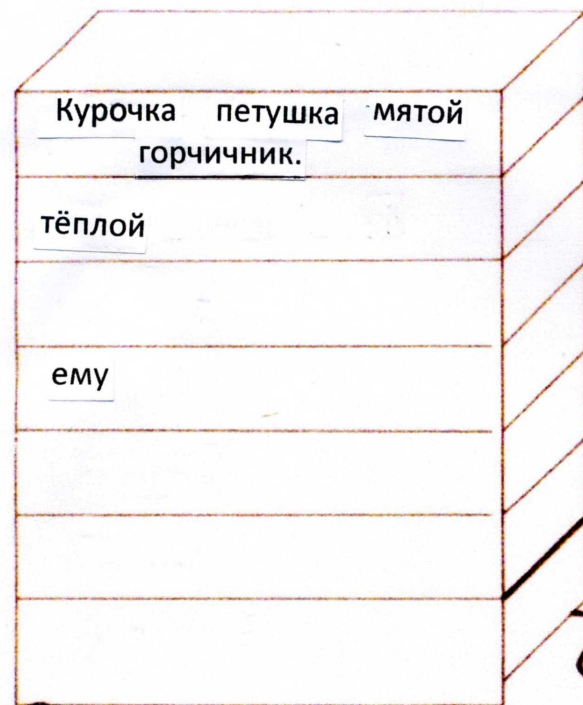 Курочка петушка мятой
горчичник.
тёплой
ему